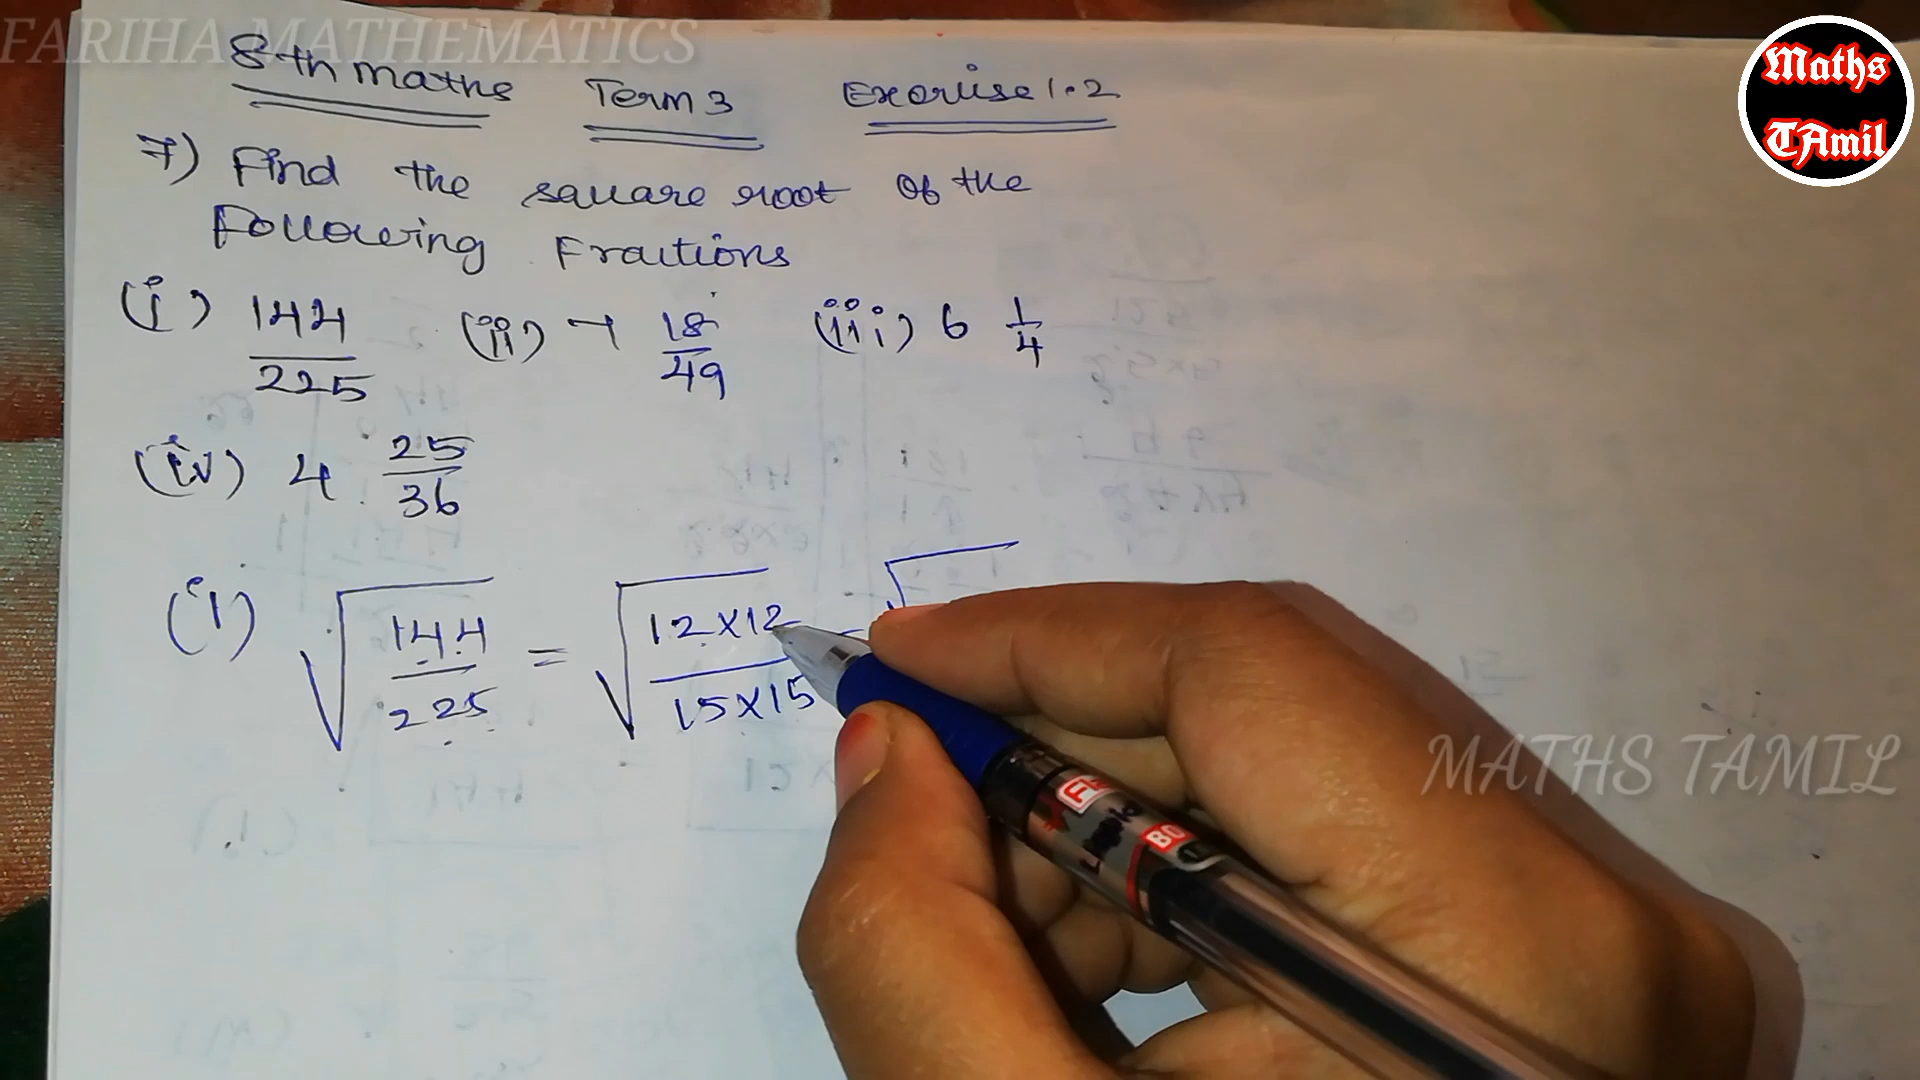 FARIHA MATHEMATICS
Maths
TAmil
8th maths Term 3 Exercise 1.2
7) Find the square root of the
Following Fractions
(i) 144/225 (ii) 7 18/49 (iii) 6 1/4
(iv) 4 25/36
(i) √144/225 = √12×12/15×15
MATHS TAMIL